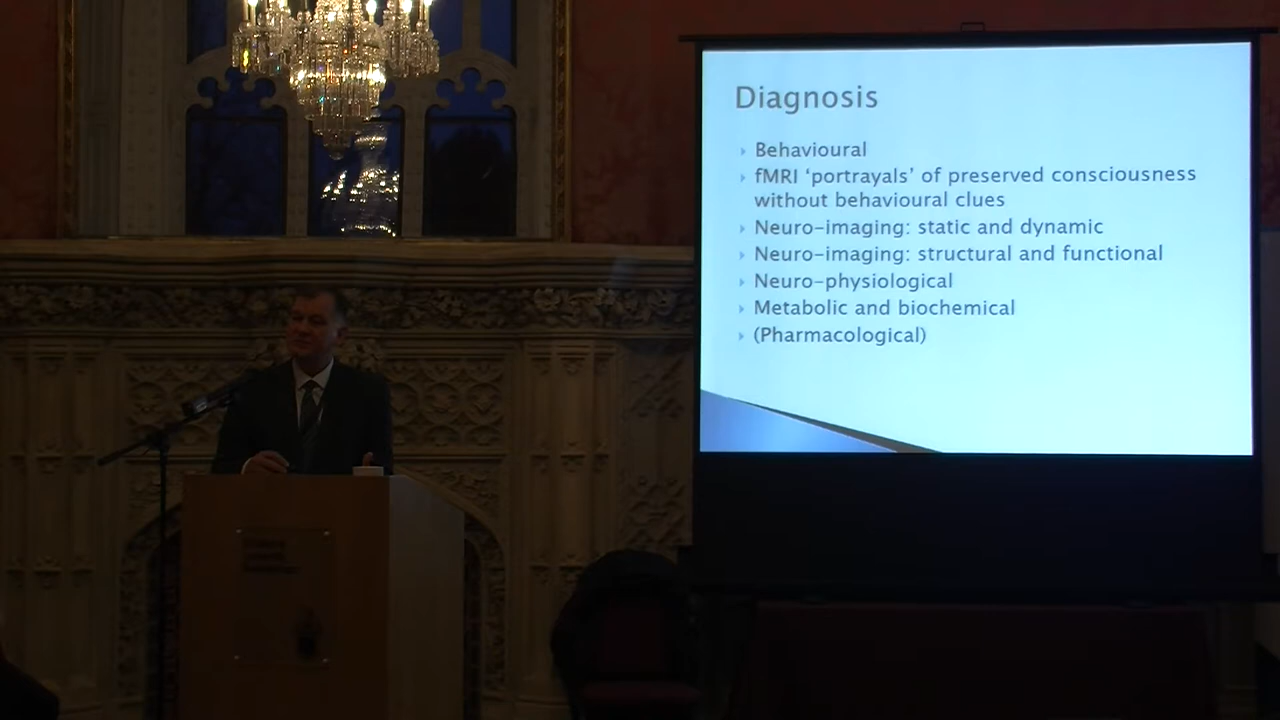 Diagnosis
Behavioural
fMRI ‘portrayals’ of preserved consciousness
without behavioural clues
Neuro-imaging: static and dynamic
Neuro-imaging: structural and functional
Neuro-physiological
Metabolic and biochemical
(Pharmacological)